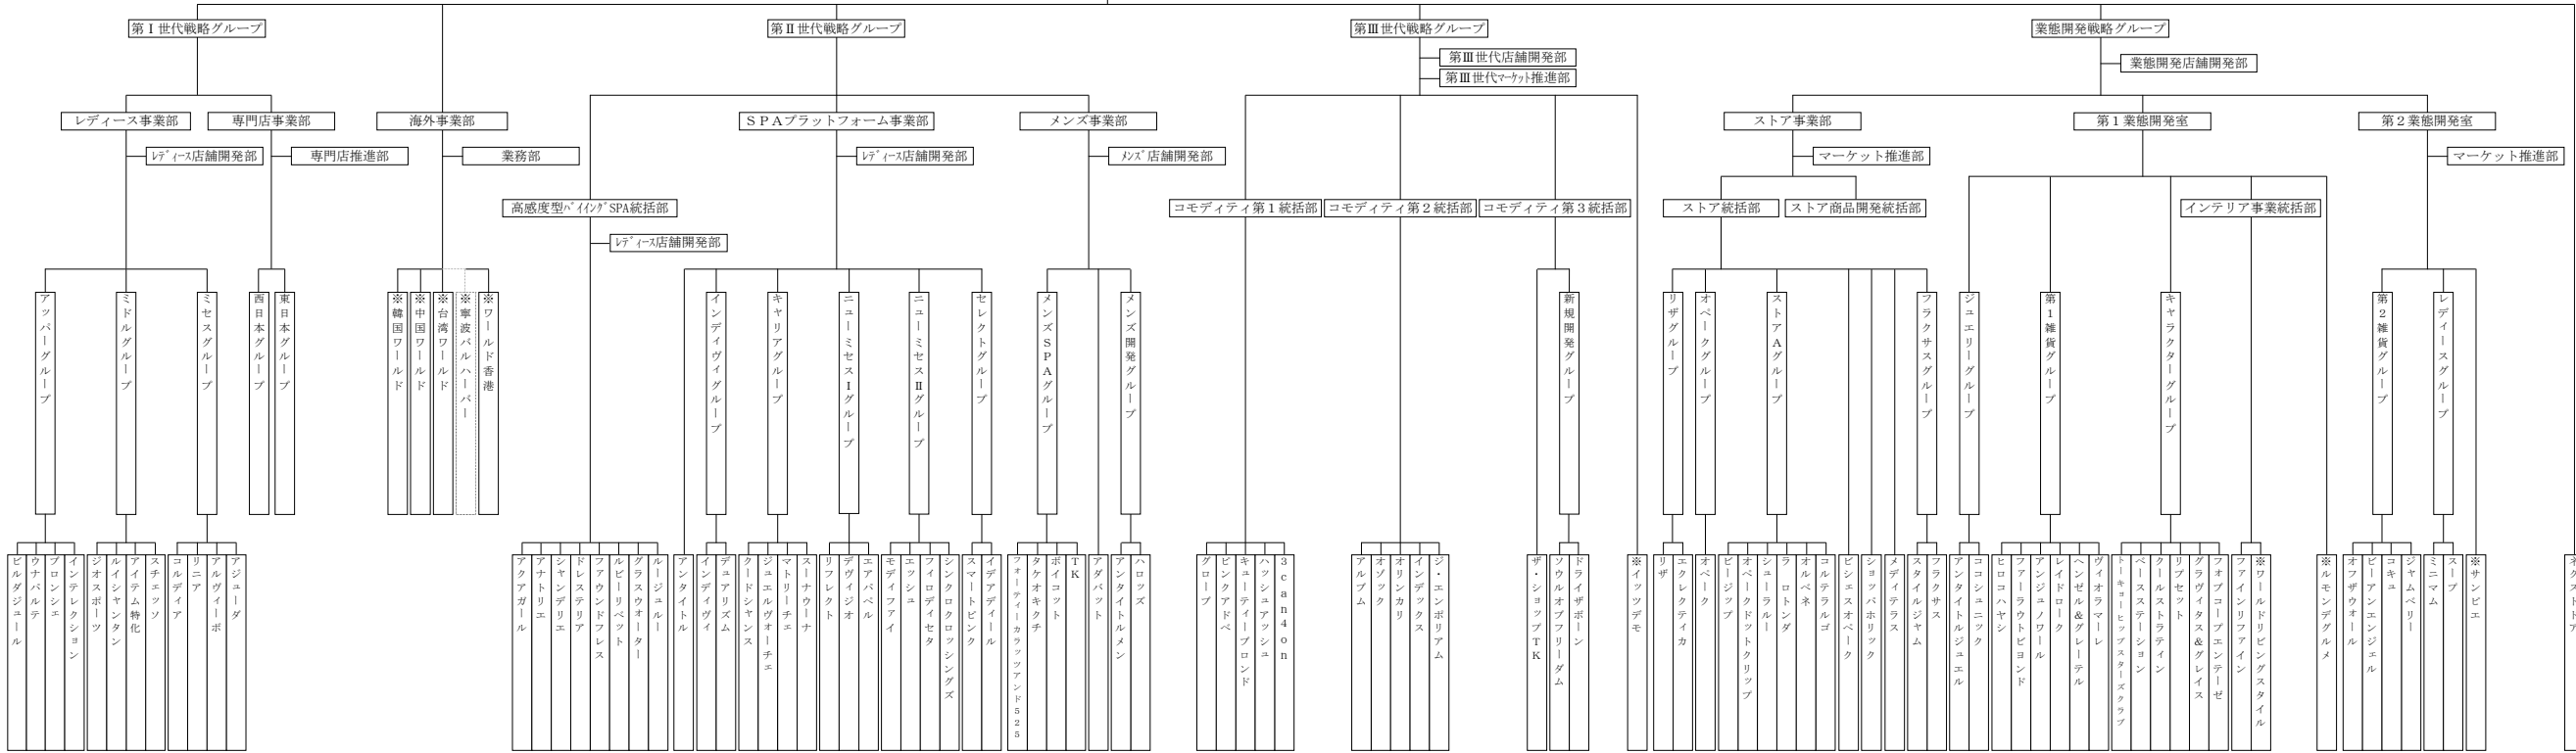 第Ⅰ世代戦略グループ
第Ⅱ世代戦略グループ
第Ⅲ世代戦略グループ
業態開発戦略グループ
第Ⅲ世代店舗開発部
第Ⅲ世代ﾏｰｹｯﾄ推進部
業態開発店舗開発部
レディース事業部
専門店事業部
海外事業部
ＳＰＡプラットフォーム事業部
メンズ事業部
ストア事業部
第１業態開発室
第２業態開発室
ﾚﾃﾞｨｰｽ店舗開発部
専門店推進部
業務部
ﾚﾃﾞｨｰｽ店舗開発部
ﾒﾝｽﾞ店舗開発部
マーケット推進部
マーケット推進部
高感度型ﾊﾞｲｲﾝｸﾞSPA統括部
コモディティ第１統括部
コモディティ第２統括部
コモディティ第３統括部
ストア統括部
ストア商品開発統括部
インテリア事業統括部
ﾚﾃﾞｨｰｽ店舗開発部
アッパーグループ
ミドルグループ
ミセスグループ
西日本グループ
東日本グループ
※韓国ワールド
※中国ワールド
※台湾ワールド
※寧波バルハーバー
※ワールド香港
インディヴィグループ
キャリアグループ
ニューミセスⅠグループ
ニューミセスⅡグループ
セレクトグループ
メンズＳＰＡグループ
メンズ開発グループ
新規開発グループ
リザグループ
オペークグループ
ストアＡグループ
フラクサスグループ
ジュエリーグループ
第１雑貨グループ
キャラクターグループ
第２雑貨グループ
レディースグループ
ビルダジュール
ウナバルテ
ブロンシェ
インテレクション
ジオスポーツ
ルイシャンタン
アイテム特化
スチェッソ
コルディア
リニア
アルヴィーボ
アジューダ
アクアガール
アナトリエ
シャンデリエ
ドレステリア
ファウンドフレス
ルビーリベット
グラスウォーター
ルージュルー
アンタイトル
インディヴィ
デュアリズム
クードシャンス
ジュエルヴォーチェ
マトリーチェ
スーナウーナ
リフレクト
デヴィジオ
エアパペル
モディファイ
エッシュ
フィロディセタ
シンクロクロッシングズ
スマートピンク
イデアディール
フォーティーカラッツアンド５２５
タケオキクチ
ボイコット
ＴＫ
アダバット
アンタイトルメン
ハロッズ
グローブ
ピンクアドベ
キューティーブロンド
ハッシュアッシュ
３ｃａｎ４ｏｎ
アルブム
オゾック
オリンカリ
インデックス
ジ・エンポリアム
ザ・ショップＴＫ
ソウルオブフリーダム
ドライザボーン
※イッツデモ
リザ
エクレクティカ
オペーク
ピージップ
オペークドットクリップ
シューラルー
ラ　ロトンダ
オルベネ
コルテラルゴ
ビシェスオペーク
ショッパホリック
メディテラス
スタイルジャム
フラクサス
アンタイトルジュエル
ココシュニック
ヒロコハヤシ
ファーラウトビヨンド
アンジュノワール
レイドローク
ヘンゼル＆グレーテル
ヴィオラマーレ
トーキョーヒップスターズクラブ
ベースステーション
クールストラティン
リプセット
グラヴィタス＆グレイス
フォブコープエンテーゼ
ファインリファイン
※ワールドリビングスタイル
※ルモンデグルメ
オフザウォール
ビーアンエンジェル
コキュ
ジャムベリー
ミニマム
スープ
※サンビエ
ネクストドア